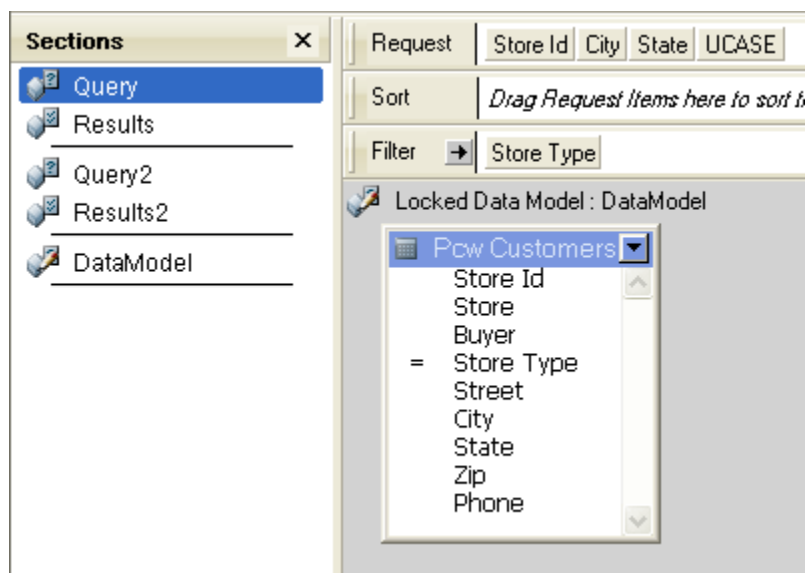 Sections
Query
Results
Query2
Results2
DataModel
Request Store Id City State UCASE
Sort Drag Request Items here to sort
Filter Store Type
Locked Data Model : DataModel
Pcw Customers
Store Id
Store
Buyer
= Store Type
Street
City
State
Zip
Phone